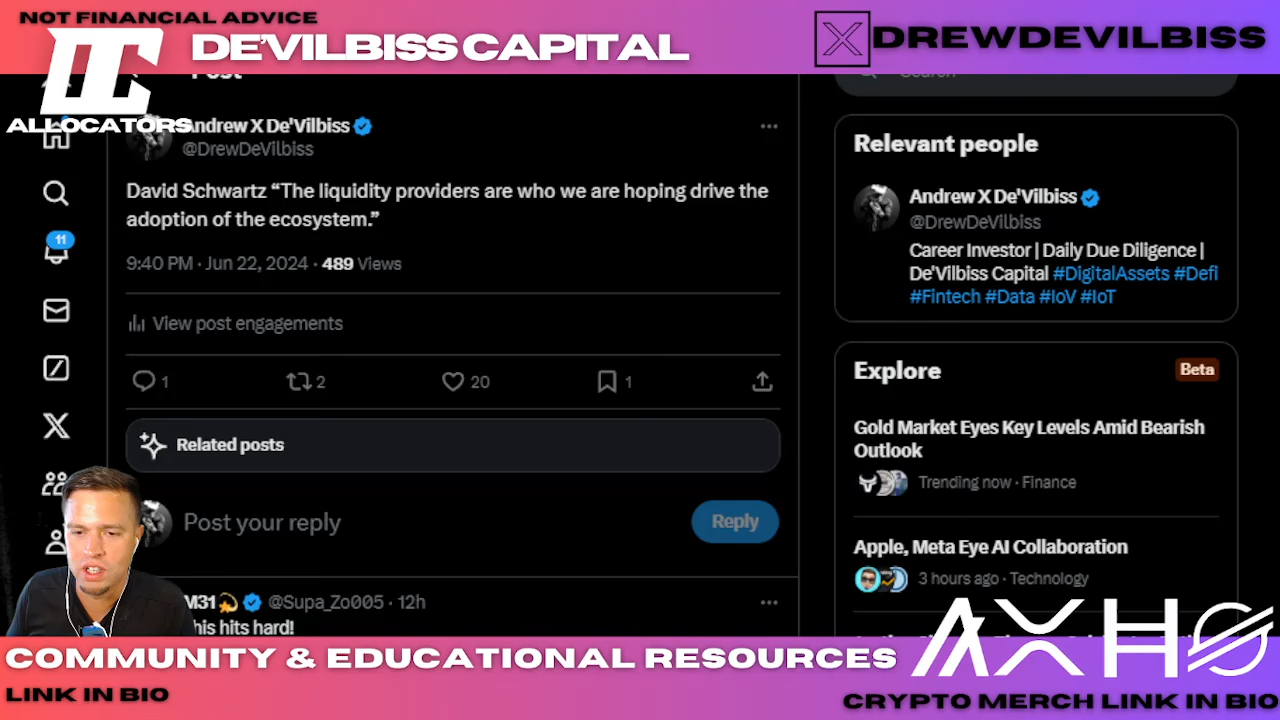 NOT FINANCIAL ADVICE
DE'VILBISS CAPITAL
DREWDEVILBISS
ALLOCATORS
Post
Search
Andrew X De'Vilbiss
@DrewDeVilbiss
David Schwartz “The liquidity providers are who we are hoping drive the
adoption of the ecosystem.”
9:40 PM · Jun 22, 2024 · 489 Views
View post engagements
1 2 20 1
Related posts
11
Post your reply
Reply
M31 @Supa_Zo005 · 12h
his hits hard!
Relevant people
Andrew X De'Vilbiss
@DrewDeVilbiss
Career Investor | Daily Due Diligence |
De'Vilbiss Capital #DigitalAssets #Defi
#Fintech #Data #IoV #IoT
Explore
Beta
Gold Market Eyes Key Levels Amid Bearish
Outlook
Trending now · Finance
Apple, Meta Eye AI Collaboration
3 hours ago · Technology
COMMUNITY & EDUCATIONAL RESOURCES
LINK IN BIO
CRYPTO MERCH LINK IN BIO